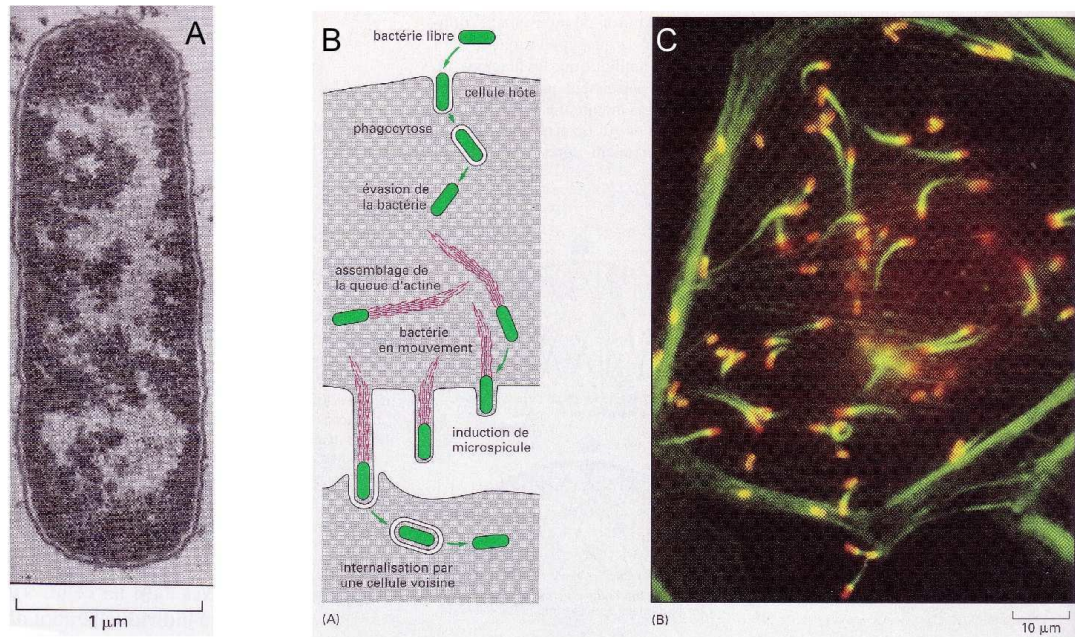 A
1 μm
B
bactérie libre
cellule hôte
phagocytose
évasion de
la bactérie
assemblage de
la queue d'actine
bactérie
en mouvement
induction de
microspicule
internalisation par
une cellule voisine
(A)
C
(B)
10 μm